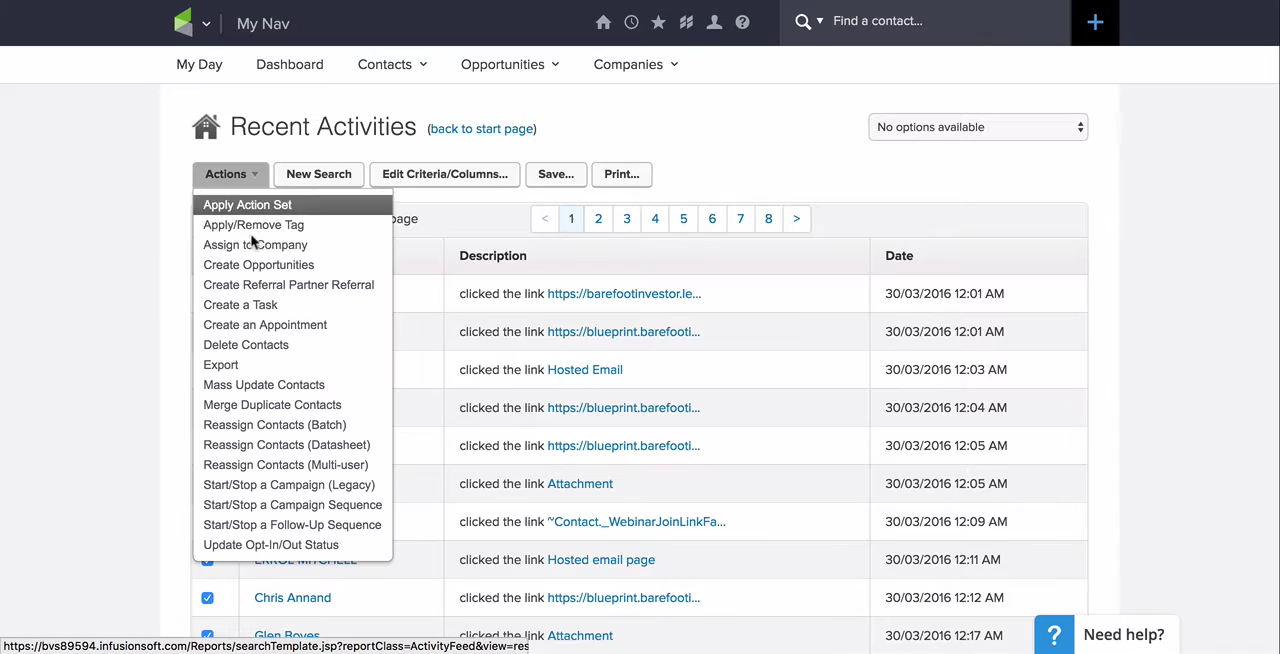 My Nav
Find a contact...
My Day Dashboard Contacts Opportunities Companies
Recent Activities (back to start page)
No options available
Actions New Search Edit Criteria/Columns... Save... Print...
Apply Action Set
Apply/Remove Tag
Assign to Company
Create Opportunities
Create Referral Partner Referral
Create a Task
Create an Appointment
Delete Contacts
Export
Mass Update Contacts
Merge Duplicate Contacts
Reassign Contacts (Batch)
Reassign Contacts (Datasheet)
Reassign Contacts (Multi-user)
Start/Stop a Campaign (Legacy)
Start/Stop a Campaign Sequence
Start/Stop a Follow-Up Sequence
Update Opt-In/Out Status
page < 1 2 3 4 5 6 7 8 >
Description Date
clicked the link https://barefootinvestor.le... 30/03/2016 12:01 AM
clicked the link https://blueprint.barefooti... 30/03/2016 12:01 AM
clicked the link Hosted Email 30/03/2016 12:03 AM
clicked the link https://blueprint.barefooti... 30/03/2016 12:04 AM
clicked the link https://blueprint.barefooti... 30/03/2016 12:05 AM
clicked the link Attachment 30/03/2016 12:05 AM
clicked the link ~Contact._WebinarJoinLinkFa... 30/03/2016 12:09 AM
ERROL MITCHELL clicked the link Hosted email page 30/03/2016 12:11 AM
Chris Annand clicked the link https://blueprint.barefooti... 30/03/2016 12:12 AM
Glen Boyes clicked the link Attachment 30/03/2016 12:17 AM
? Need help?
https://bvs89594.infusionsoft.com/Reports/searchTemplate.jsp?reportClass=ActivityFeed&view=res